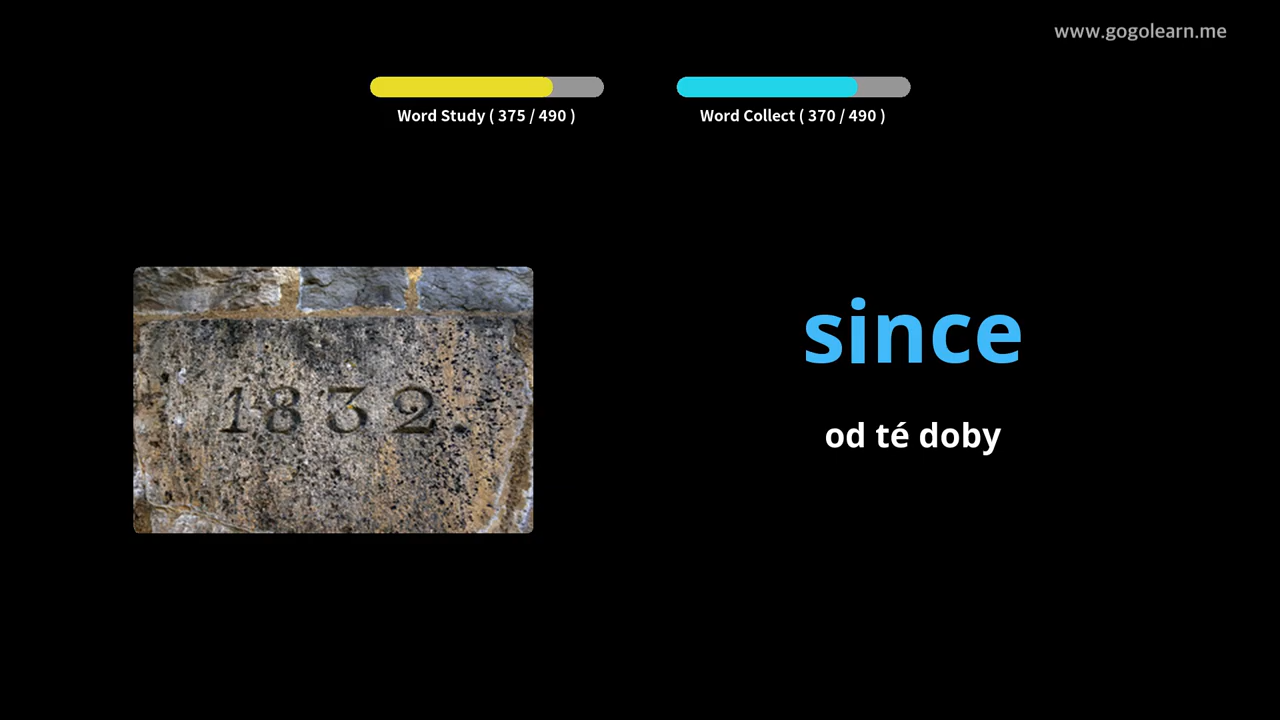 www.gogolearn.me
Word Study ( 375 / 490 )
Word Collect ( 370 / 490 )
1832.
since
od té doby